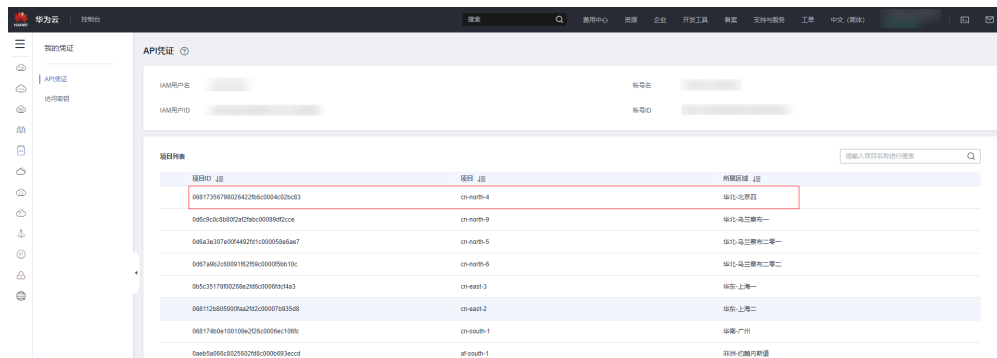 HUAWEI 华为云 控制台 搜索 费用中心 资源 企业 开发工具 备案 支持与服务 工单 中文 (简体)
我的凭证
API凭证
访问密钥
API凭证
IAM用户名 帐号名
IAM用户ID 帐号ID
项目列表 请输入项目名称进行搜索
项目ID 项目 所属区域
06817356798026422fb6c0004c02bc83 cn-north-4 华北-北京四
0d6c9c0c8b80f2af2fabc00089df2cce cn-north-9 华北-乌兰察布一
0d6a3e307e00f4492fd1c000058e6ae7 cn-north-5 华北-乌兰察布二零一
0d67a9b2c60091f62f59c0000f5bb10c cn-north-6 华北-乌兰察布二零二
0b5c35178f00268e2fd6c0006fdcf4a3 cn-east-3 华东-上海一
068112b805000faa2fd2c00007b935d8 cn-east-2 华东-上海二
068174b0e100109e2f26c0006ec106fc cn-south-1 华南-广州
0aeb5a066c8025602fd8c000b693eccd af-south-1 非洲-约翰内斯堡